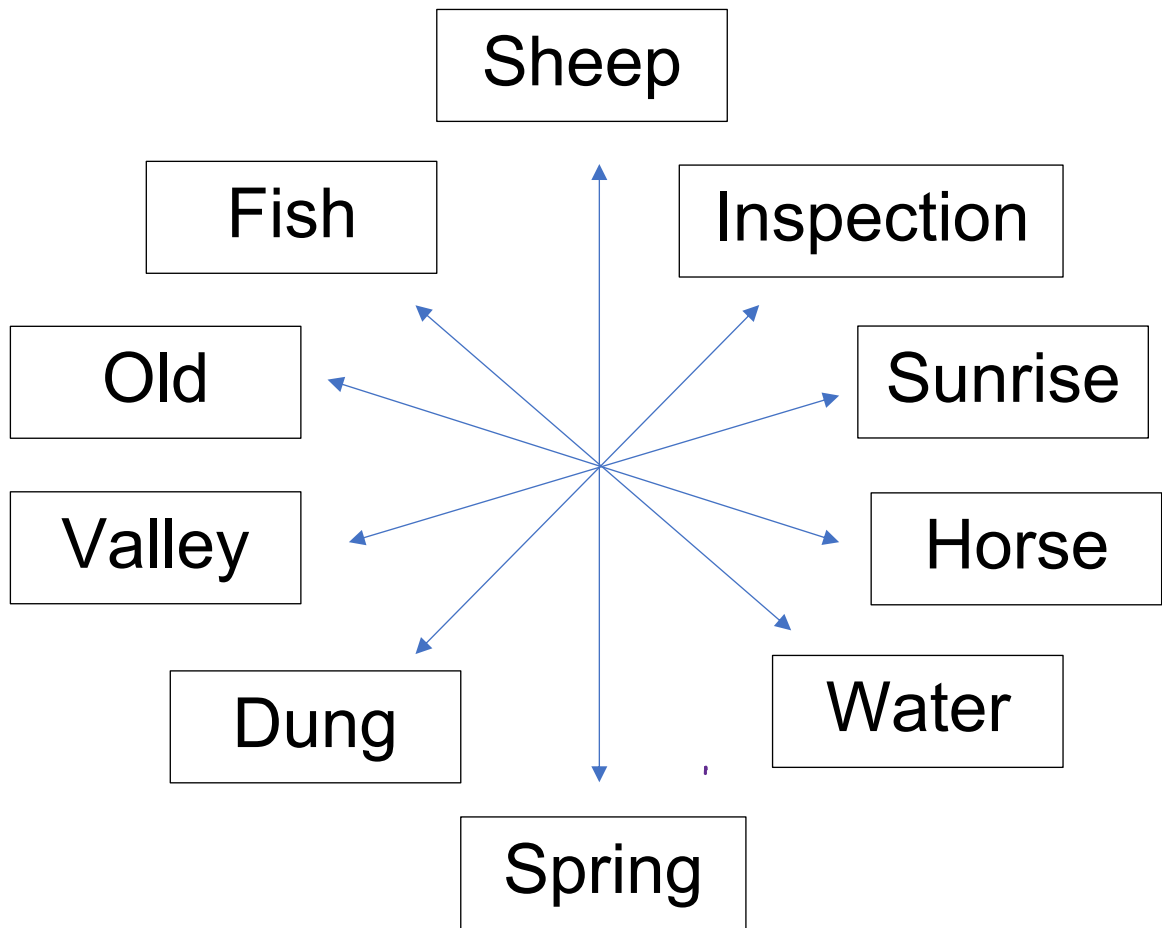 Sheep
Fish
Inspection
Old
Sunrise
Valley
Horse
Dung
Water
Spring